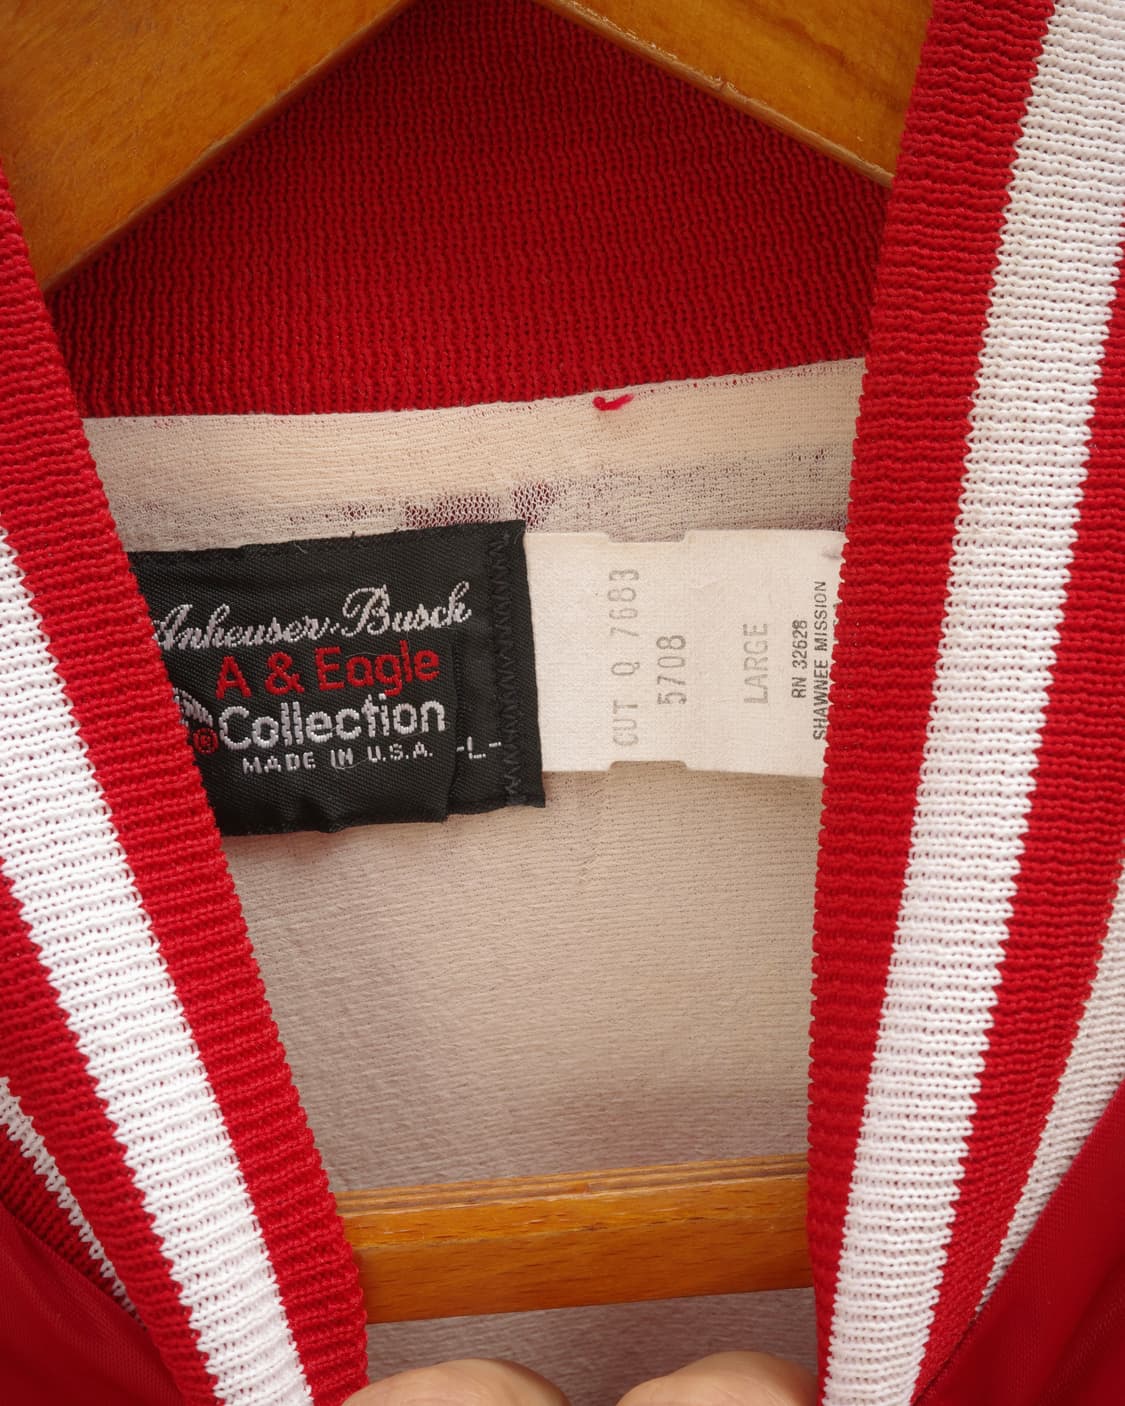 Anheuser-Busch
A & Eagle
®Collection
MADE IN U.S.A.
-L-
CUT Q 7683
5708
LARGE
RN 32628
SHAWNEE MISSION